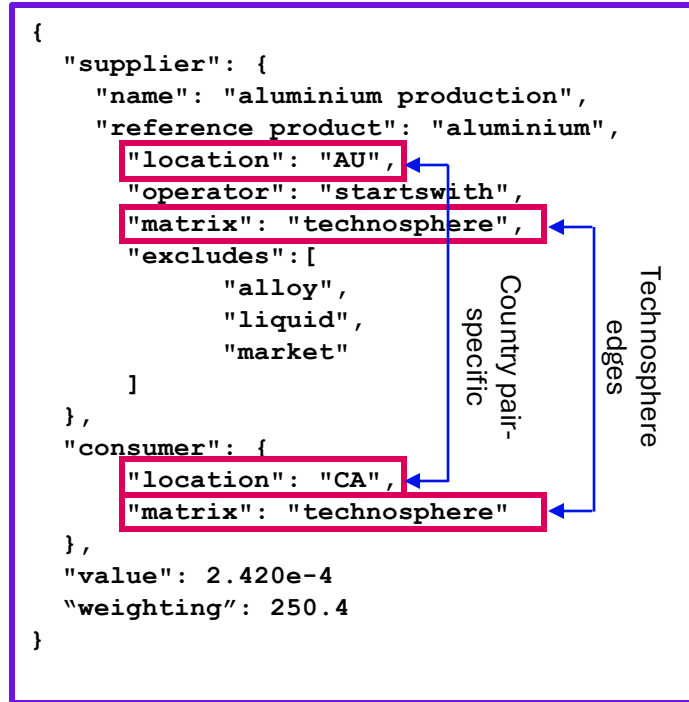 {
"supplier": {
"name": "aluminium production",
"reference product": "aluminium",
"location": "AU",
"operator": "startswith",
"matrix": "technosphere",
"excludes":[
"alloy",
"liquid",
"market"
]
},
"consumer": {
"location": "CA",
"matrix": "technosphere"
},
"value": 2.420e-4
“weighting”: 250.4
}
Country pair-
specific
Technosphere
edges